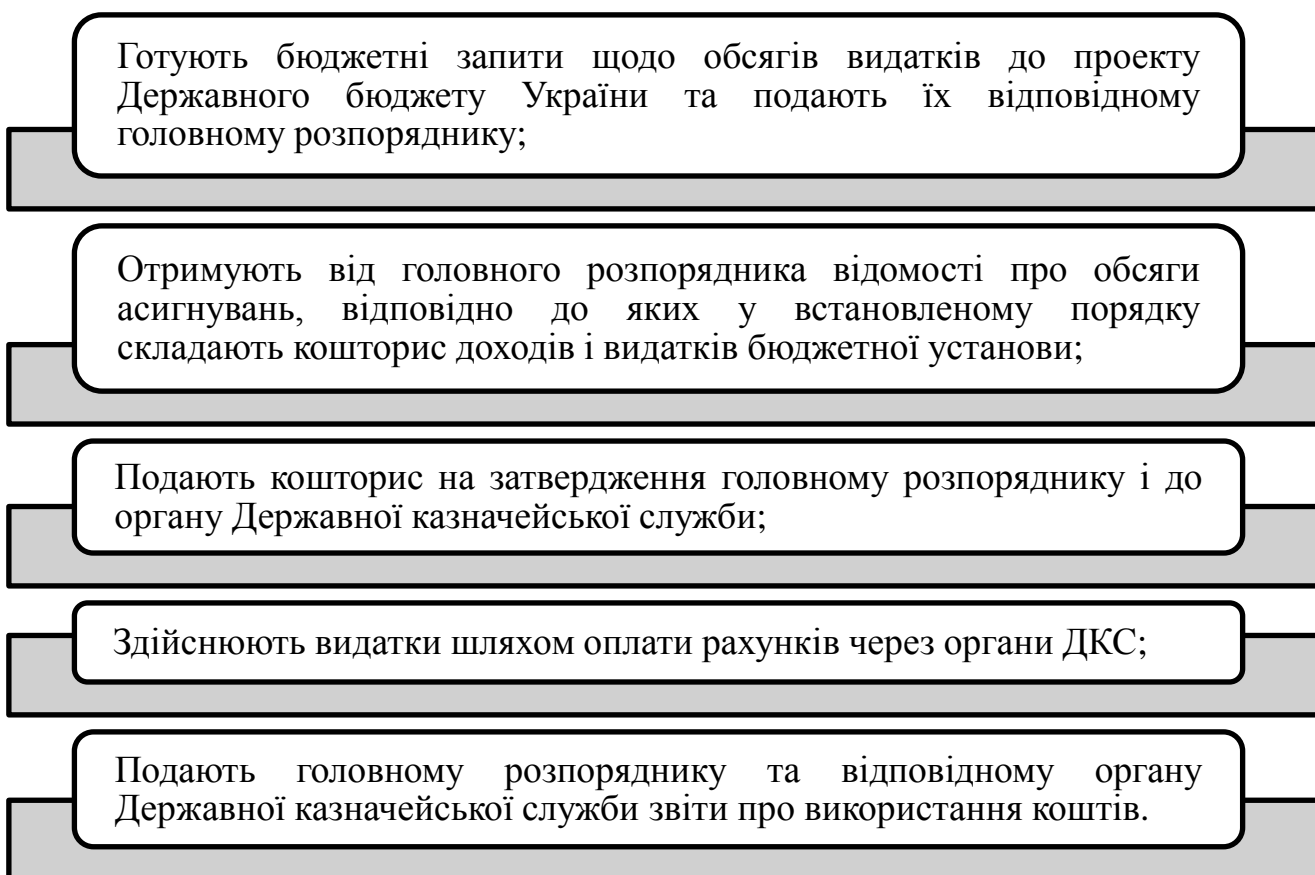 Готують бюджетні запити щодо обсягів видатків до проекту
Державного бюджету України та подають їх відповідному
головному розпоряднику;
Отримують від головного розпорядника відомості про обсяги
асигнувань, відповідно до яких у встановленому порядку
складають кошторис доходів і видатків бюджетної установи;
Подають кошторис на затвердження головному розпоряднику і до
органу Державної казначейської служби;
Здійснюють видатки шляхом оплати рахунків через органи ДКС;
Подають головному розпоряднику та відповідному органу
Державної казначейської служби звіти про використання коштів.